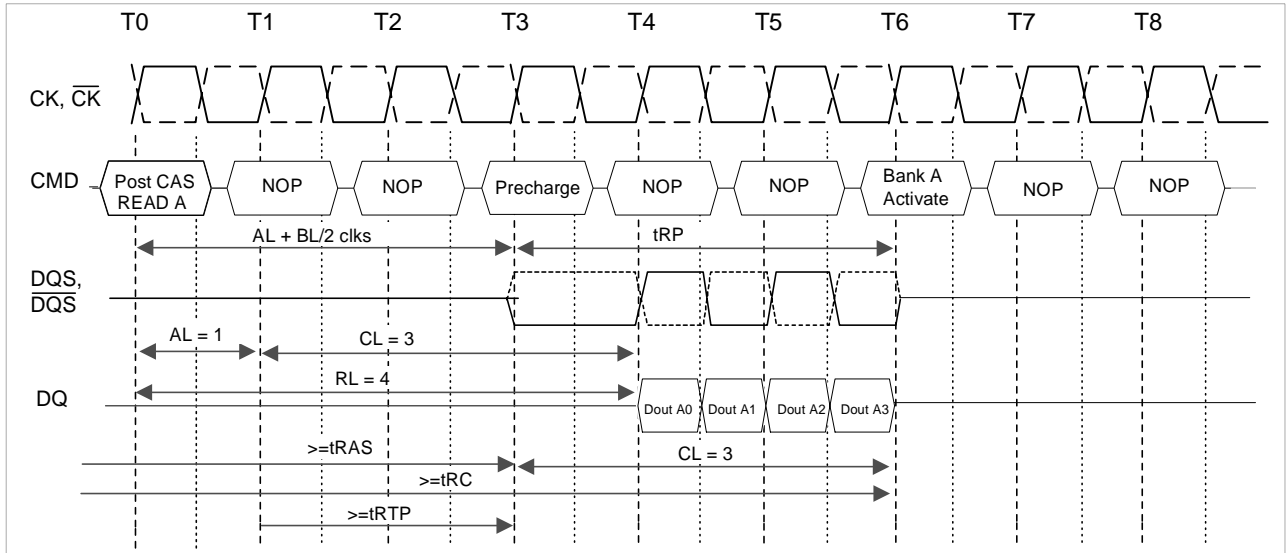 T0 T1 T2 T3 T4 T5 T6 T7 T8
CK, CK
CMD
Post CAS
READ A
NOP
NOP
Precharge
NOP
NOP
Bank A
Activate
NOP
NOP
AL + BL/2 clks
tRP
DQS,
DQS
AL = 1
CL = 3
RL = 4
DQ
Dout A0
Dout A1
Dout A2
Dout A3
>=tRAS
CL = 3
>=tRC
>=tRTP